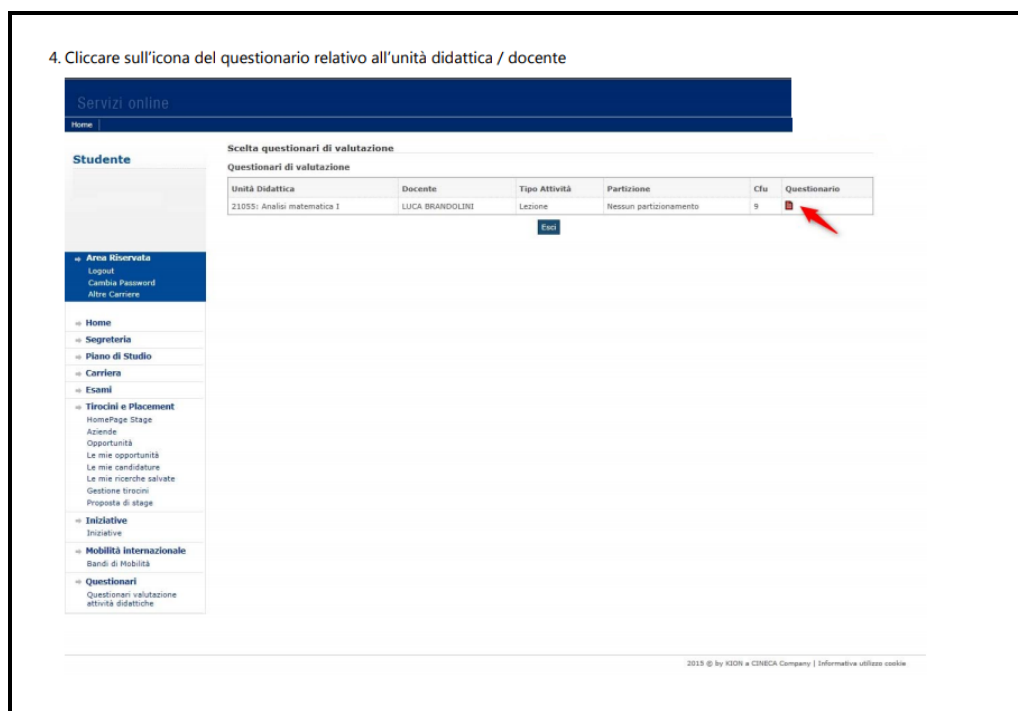 4. Cliccare sull'icona del questionario relativo all'unità didattica / docente
Servizi online
Home
Studente
Scelta questionari di valutazione
Questionari di valutazione
Unità Didattica Docente Tipo Attività Partizione Cfu Questionario
21055: Analisi matematica I LUCA BRANDOLINI Lezione Nessun partizionamento 9
Esci
Area Riservata
Logout
Cambia Password
Altre Carriere
Home
Segreteria
Piano di Studio
Carriera
Esami
Tirocini e Placement
HomePage Stage
Aziende
Opportunità
Le mie opportunità
Le mie candidature
Le mie ricerche salvate
Gestione tirocini
Proposta di stage
Iniziative
Iniziative
Mobilità internazionale
Bandi di Mobilità
Questionari
Questionari valutazione
attività didattiche
2015 © by KION a CINECA Company | Informativa utilizzo cookie